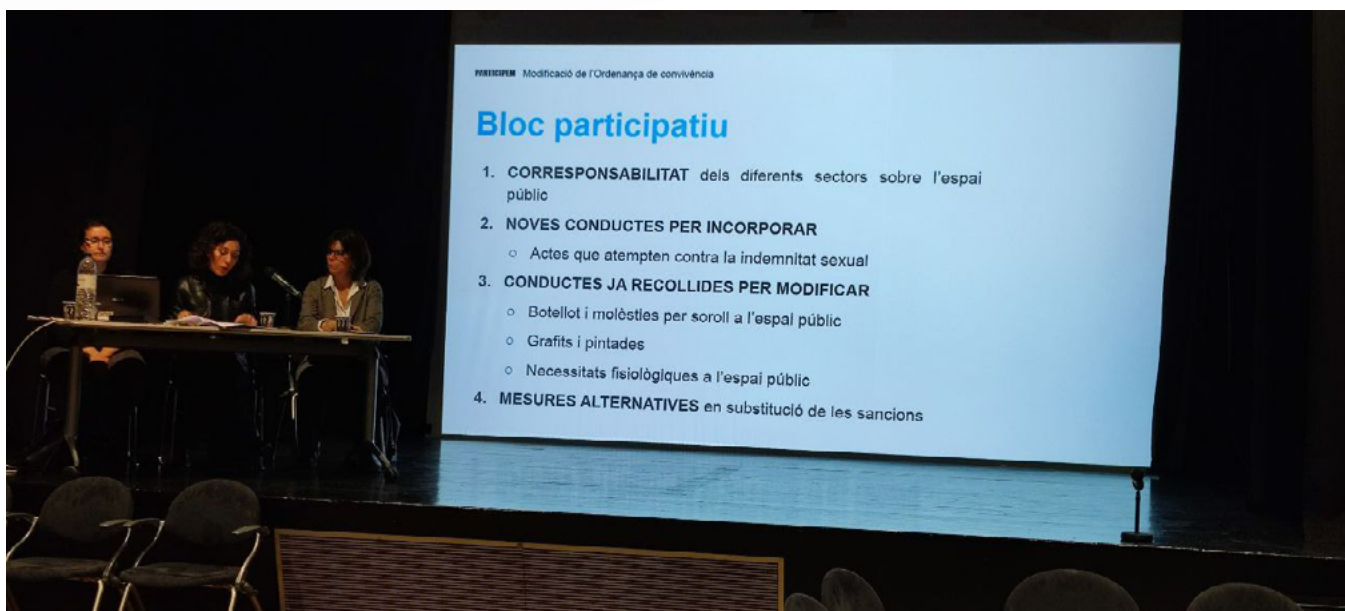 PARTICIPEM Modificació de l'Ordenança de convivència
Bloc participatiu
1. CORRESPONSABILITAT dels diferents sectors sobre l'espai
públic
2. NOVES CONDUCTES PER INCORPORAR
○ Actes que atempten contra la indemnitat sexual
3. CONDUCTES JA RECOLLIDES PER MODIFICAR
○ Botellot i molèsties per soroll a l'espai públic
○ Grafits i pintades
○ Necessitats fisiològiques a l'espai públic
4. MESURES ALTERNATIVES en substitució de les sancions